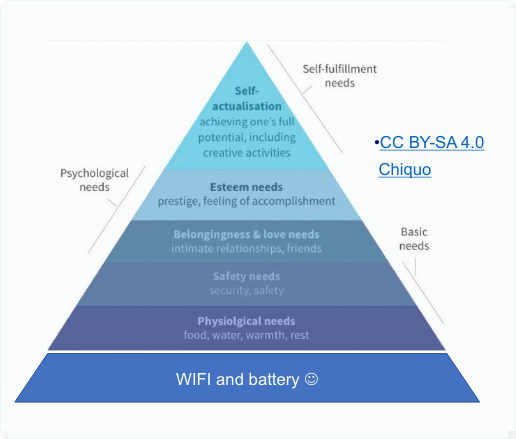 Self-fulfillment
needs
Self-
actualisation
achieving one's full
potential, including
creative activities
•CC BY-SA 4.0
Chiquo
Psychological
needs
Esteem needs
prestige, feeling of accomplishment
Belongingness & love needs
intimate relationships, friends
Basic
needs
Safety needs
security, safety
Physiolgical needs
food, water, warmth, rest
WIFI and battery ☺